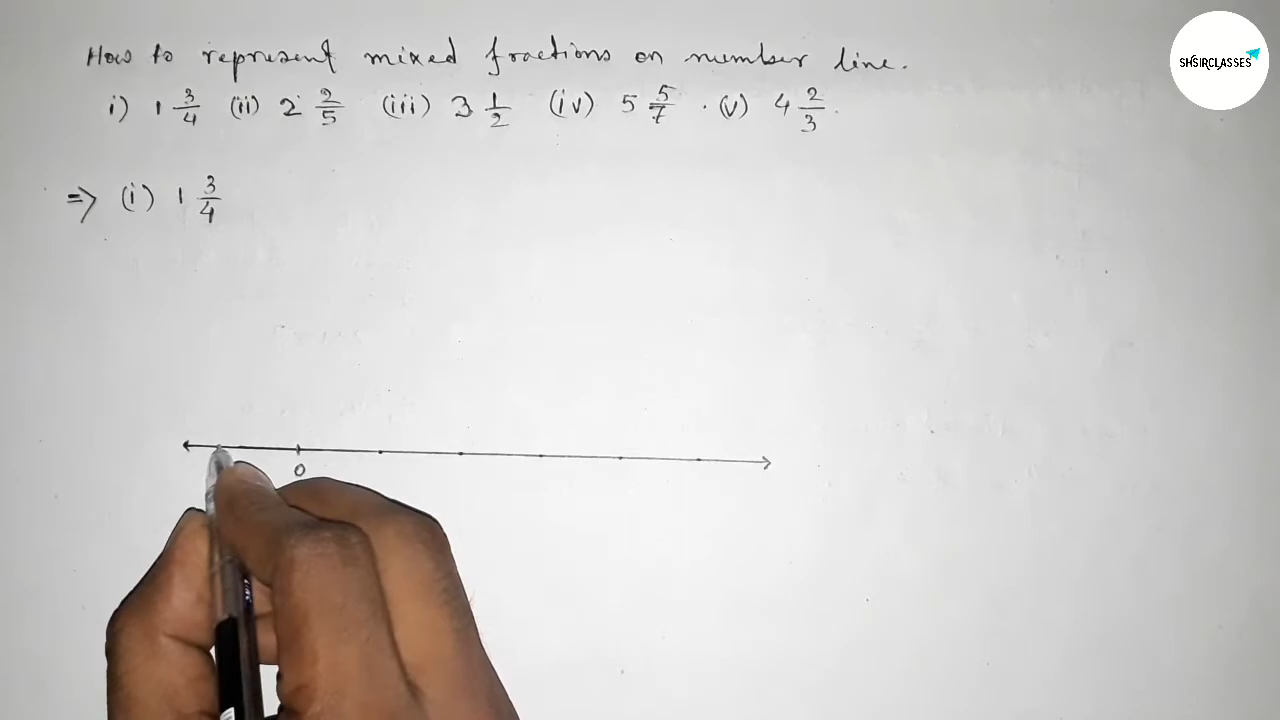 How to represent mixed fractions on number line.
i) 1 3/4 (ii) 2 2/5 (iii) 3 1/2 (iv) 5 5/7 . (v) 4 2/3.
=> (i) 1 3/4
0
SHSIRCLASSES